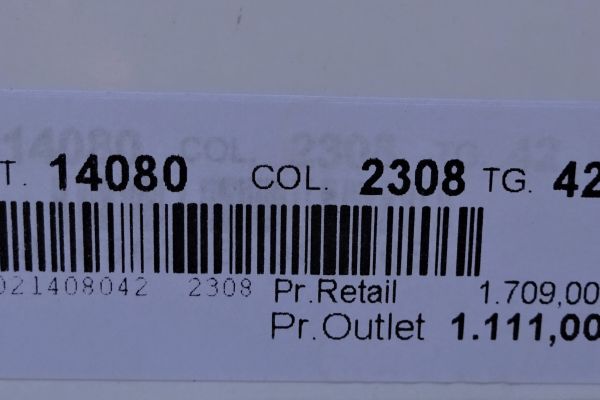 T. 14080 COL. 2308 TG. 42
021408042 2308 Pr.Retail 1.709,00
Pr.Outlet 1.111,00